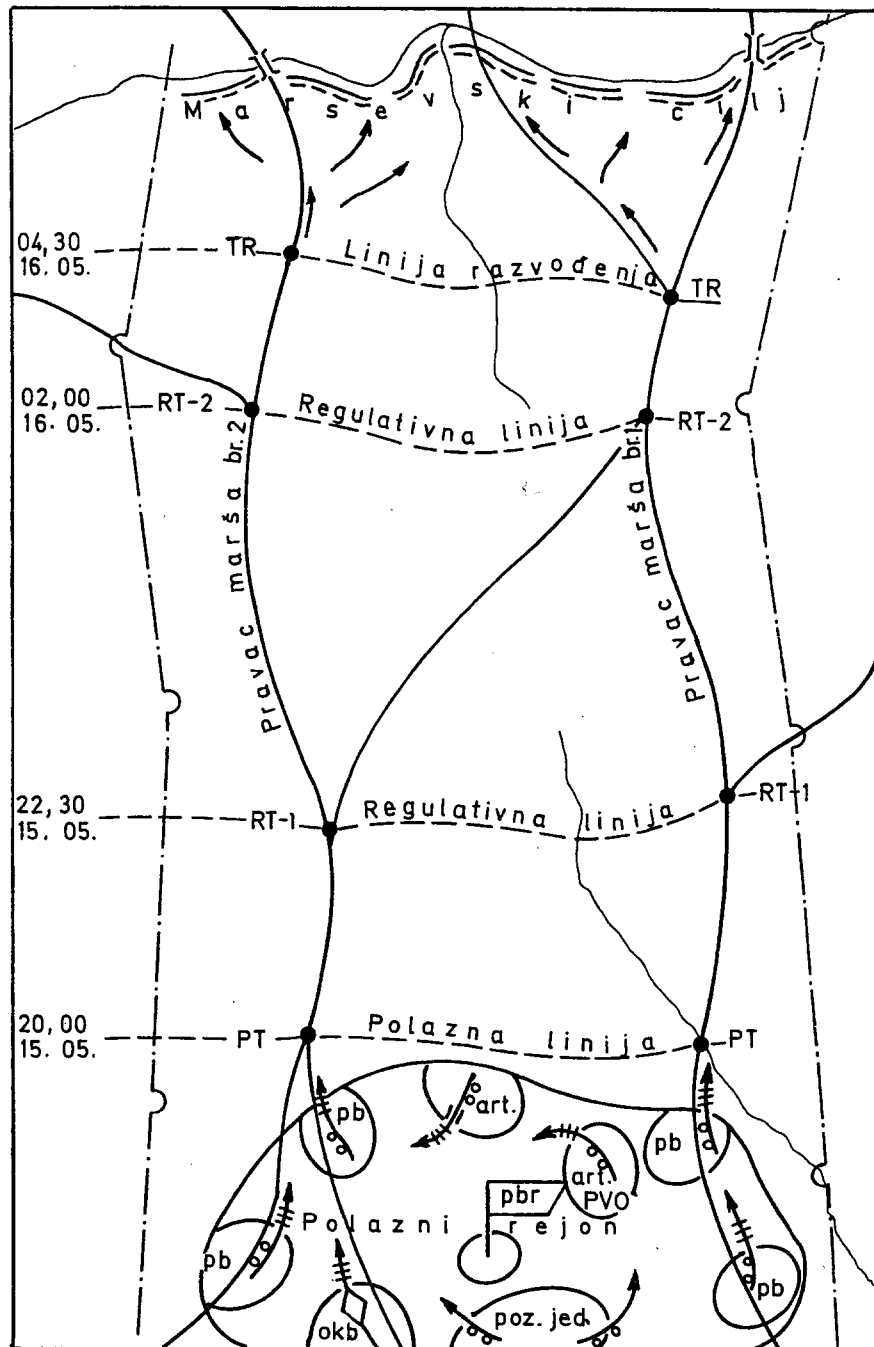 Marševski cilj
04,30
16.05.
TR
Linija razvođenja
TR
02,00
16.05.
RT-2
Regulativna linija
RT-2
Pravac marša br.2
Pravac marša br.1
22,30
15.05.
RT-1
Regulativna linija
RT-1
20,00
15.05.
PT
Polazna linija
PT
pb
art.
pb
art.
pbr
PVO
Polazni rejon
pb
pb
okb
poz. jed.